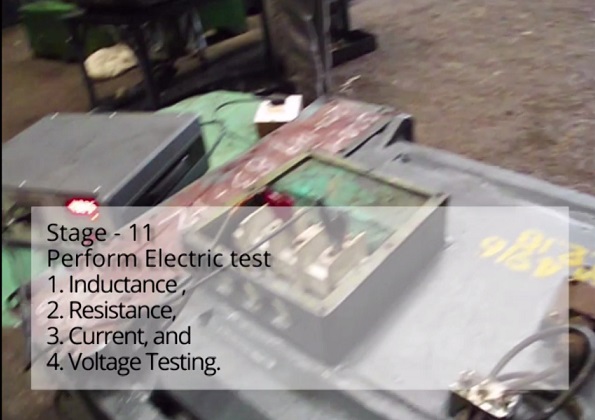 Stage - 11
Perform Electric test
1. Inductance ,
2. Resistance,
3. Current, and
4. Voltage Testing.